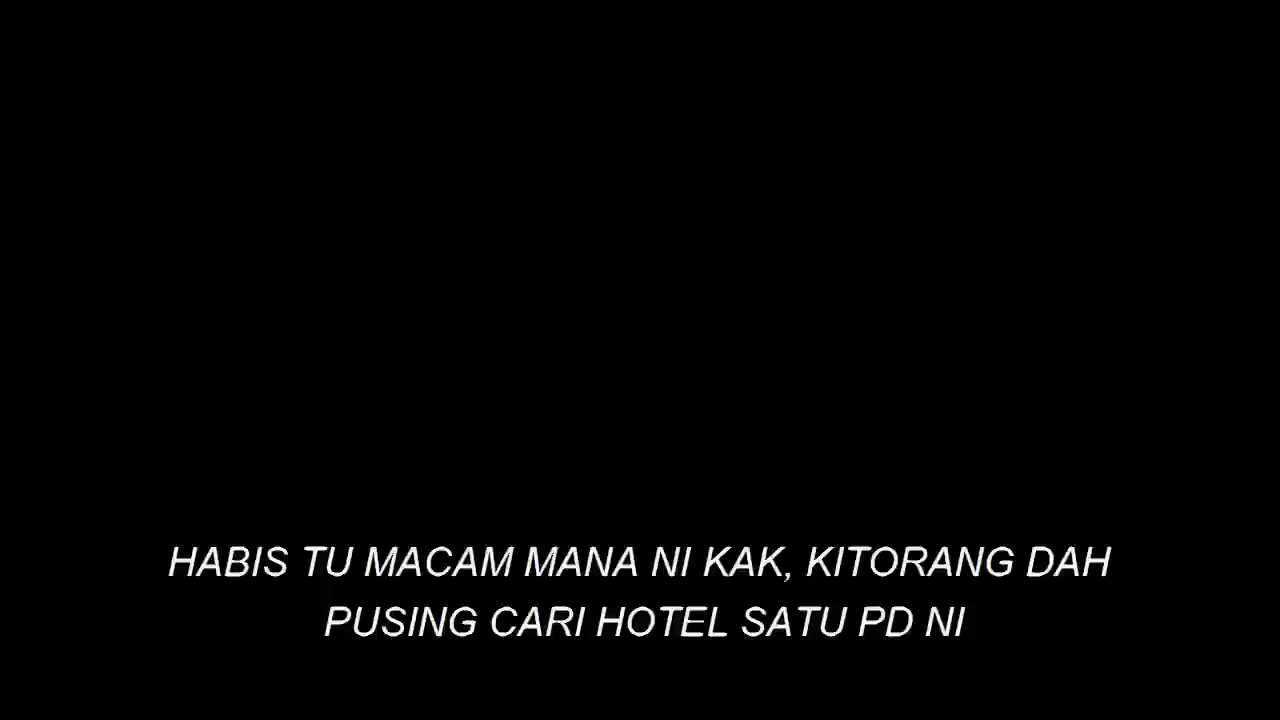 HABIS TU MACAM MANA NI KAK, KITORANG DAH
PUSING CARI HOTEL SATU PD NI